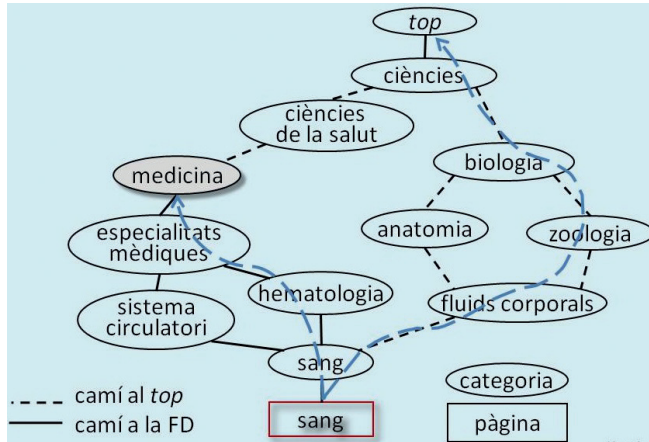 top
ciències
ciències
de la salut
medicina
biologia
especialitats
mèdiques
anatomia
zoologia
hematologia
fluids corporals
sistema
circulatori
sang
camí al top
categoria
camí a la FD
sang
pàgina